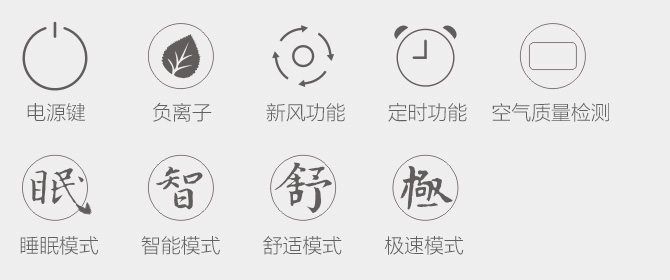 电源键 负离子 新风功能 定时功能 空气质量检测
眠 智 舒 極
睡眠模式 智能模式 舒适模式 极速模式